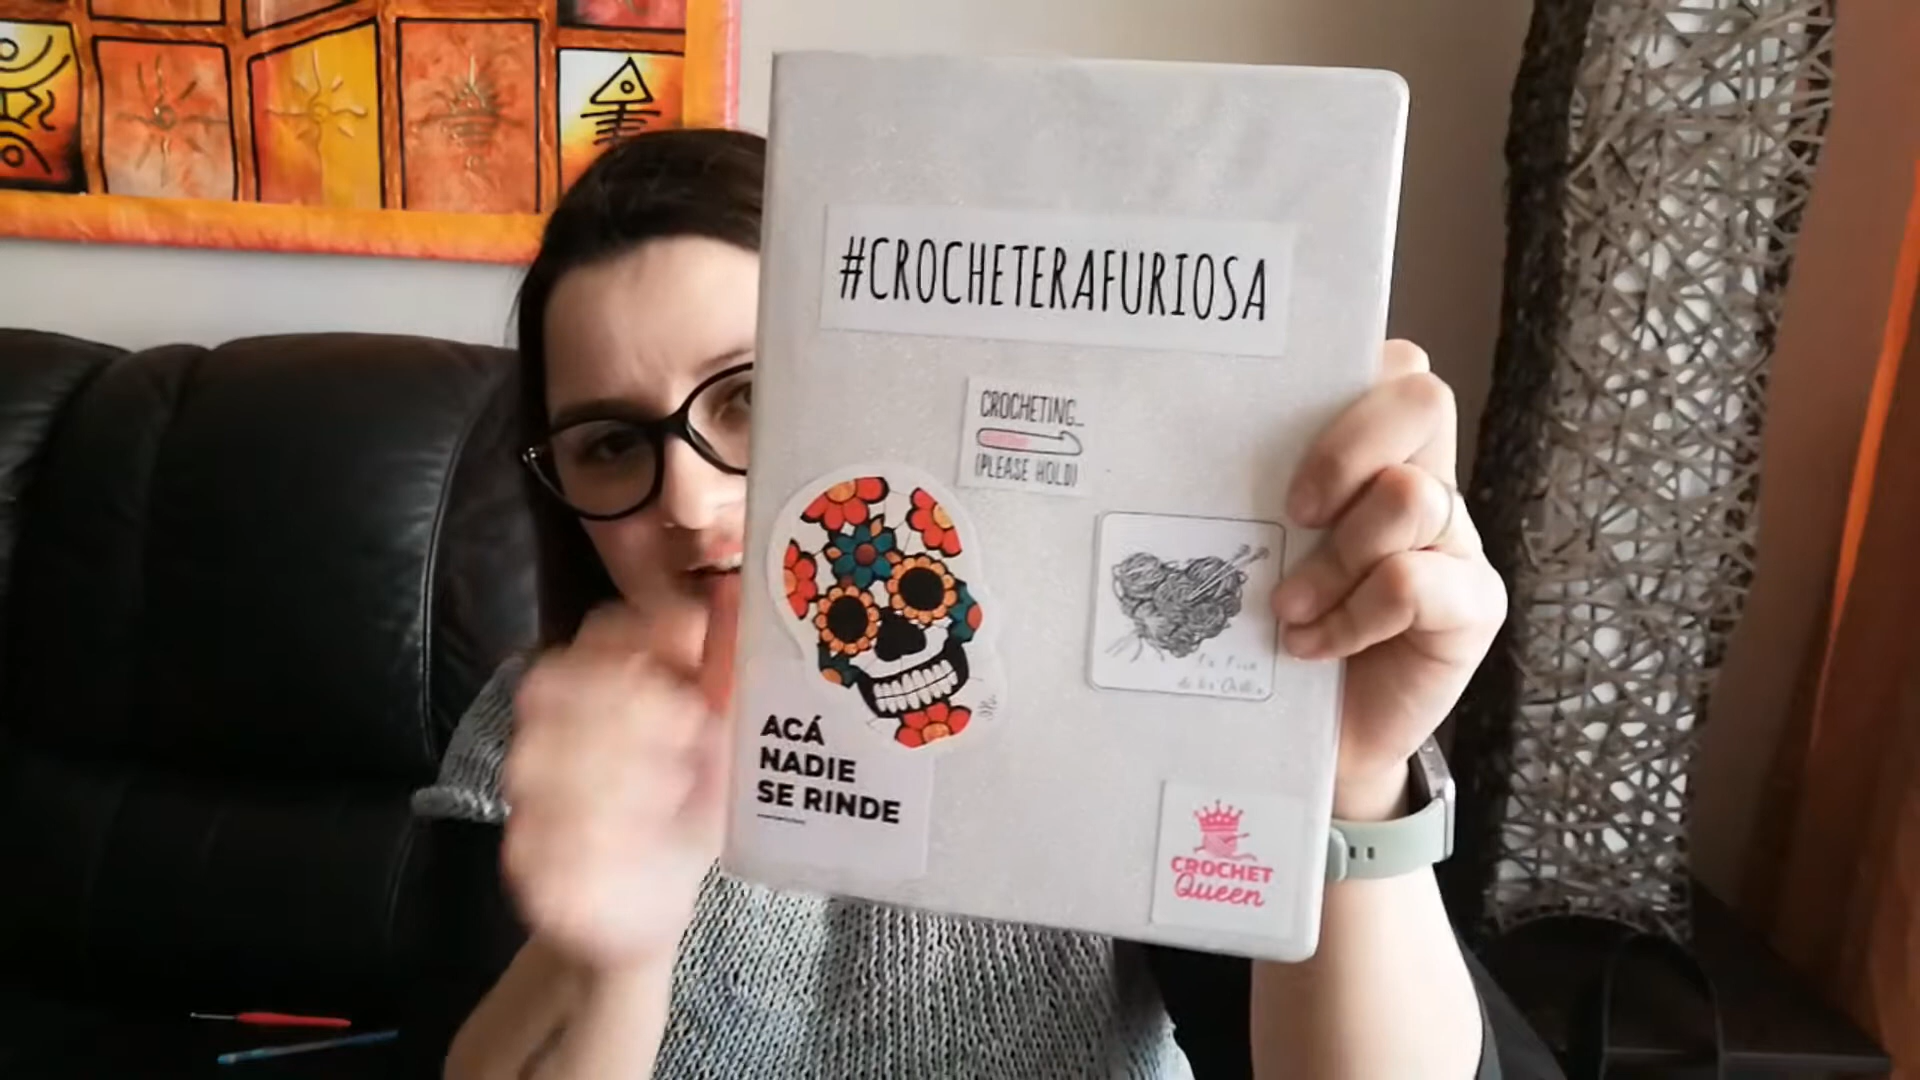 #CROCHETERAFURIOSA
CROCHETING...
(PLEASE HOLD)
ACÁ
NADIE
SE RINDE
CROCHET
Queen